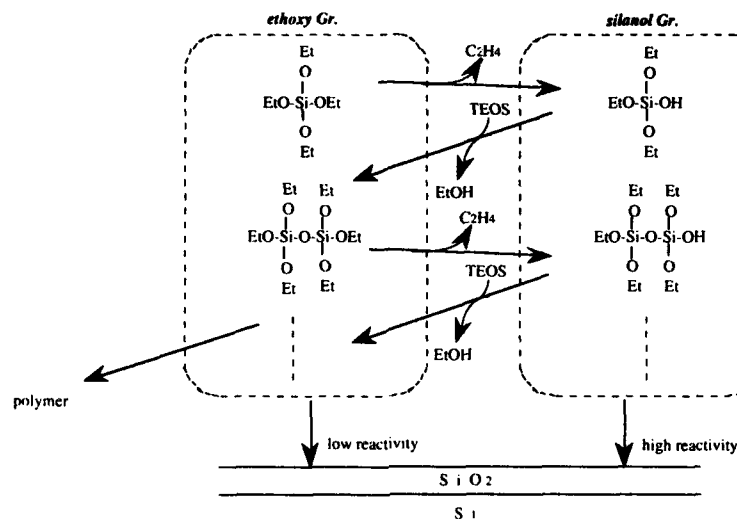 ethoxy Gr.
silanol Gr.
Et
O
EtO-Si-OEt
O
Et
C2H4
TEOS
EtOH
Et
O
EtO-Si-OH
O
Et
Et Et
O O
EtO-Si-O-Si-OEt
O O
Et Et
C2H4
TEOS
EtOH
Et Et
O O
EtO-Si-O-Si-OH
O O
Et Et
polymer
low reactivity
high reactivity
SiO2
Si